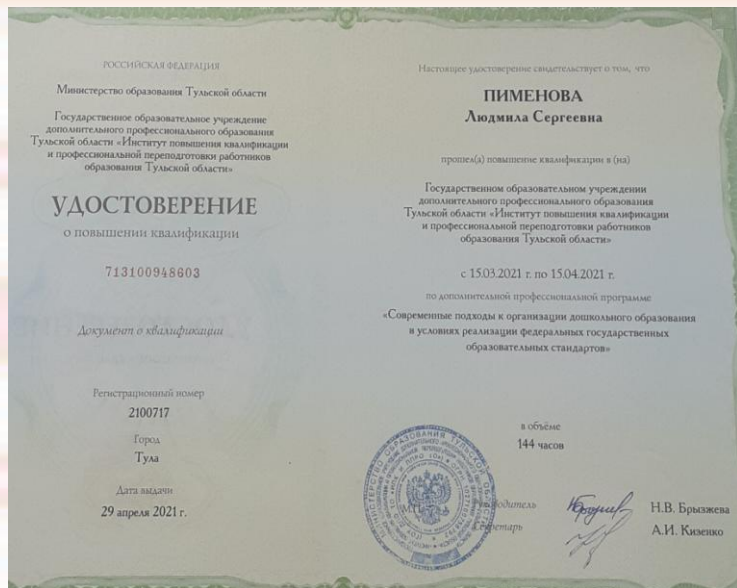 РОССИЙСКАЯ ФЕДЕРАЦИЯ
Министерство образования Тульской области
Государственное образовательное учреждение
дополнительного профессионального образования
Тульской области «Институт повышения квалификации
и профессиональной переподготовки работников
образования Тульской области»
УДОСТОВЕРЕНИЕ
о повышении квалификации
713100948603
Документ о квалификации
Регистрационный номер
2100717
Город
Тула
Дата выдачи
29 апреля 2021 г.
Настоящее удостоверение свидетельствует о том, что
ПИМЕНОВА
Людмила Сергеевна
прошел(а) повышение квалификации в (на)
Государственном образовательном учреждении
дополнительного профессионального образования
Тульской области «Институт повышения квалификации
и профессиональной переподготовки работников
образования Тульской области»
с 15.03.2021 г. по 15.04.2021 г.
по дополнительной профессиональной программе
«Современные подходы к организации дошкольного образования
в условиях реализации федеральных государственных
образовательных стандартов»
в объёме
144 часов
М.П.
Руководитель
Н.В. Брызжева
Секретарь
А.И. Кизенко